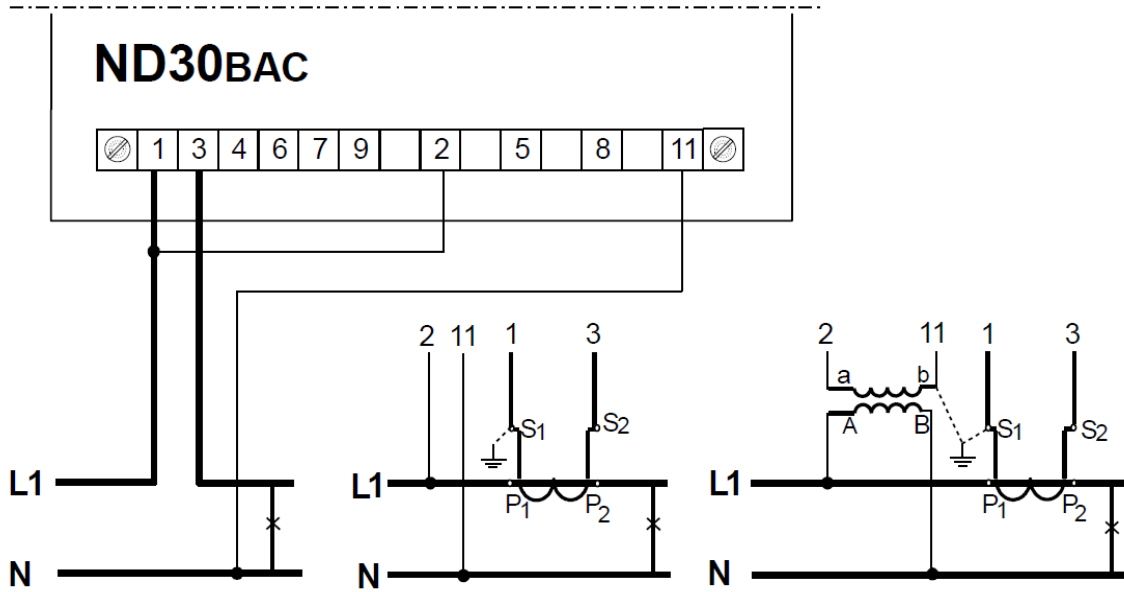 ND30BAC
1 3 4 6 7 9 2 5 8 11
2 11 1 3 2 11 1 3
a b
S1 S2 A B S1 S2
L1 L1 L1
P1 P2 P1 P2
N N N